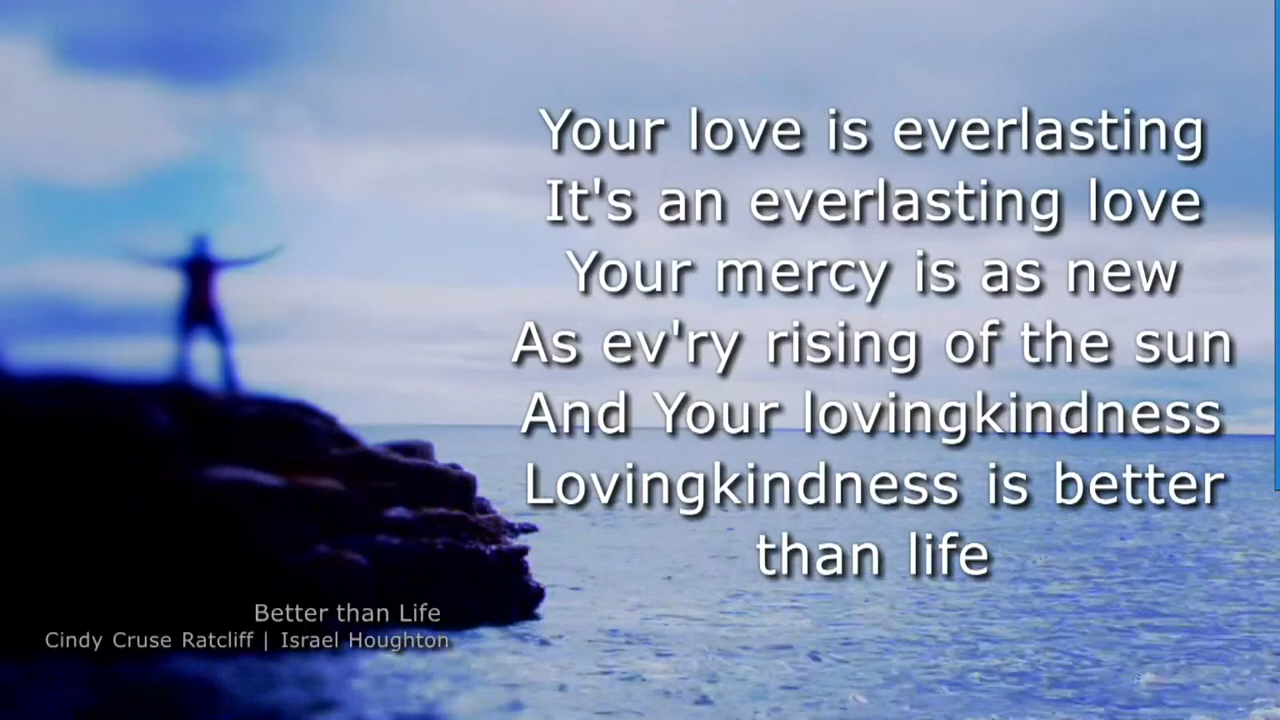 Your love is everlasting
It's an everlasting love
Your mercy is as new
As ev'ry rising of the sun
And Your lovingkindness
Lovingkindness is better
than life
Better than Life
Cindy Cruse Ratcliff | Israel Houghton